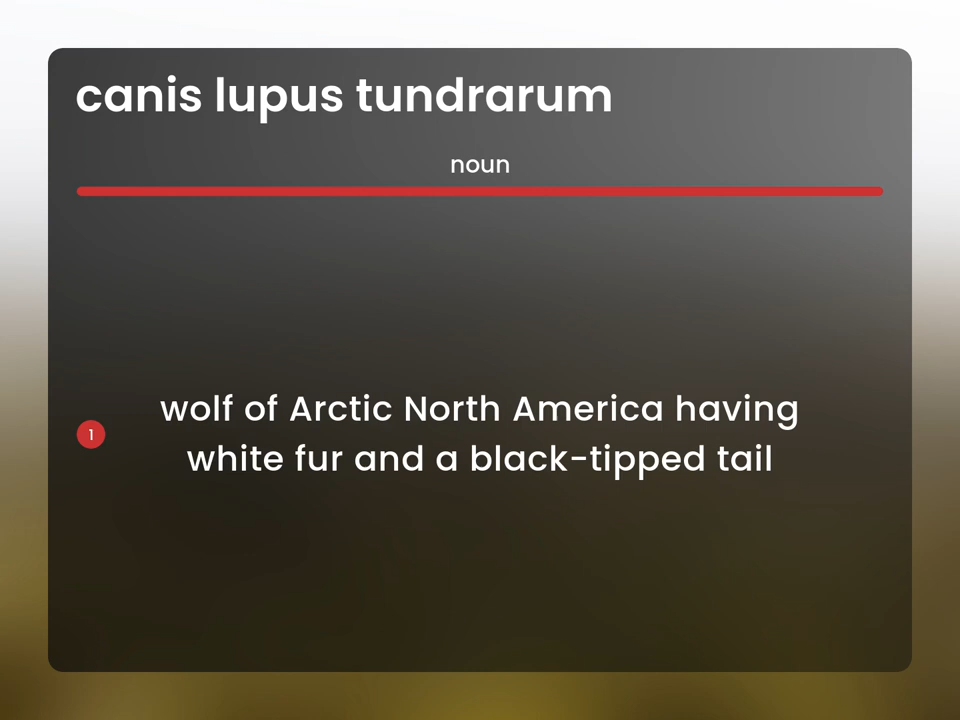 canis lupus tundrarum
noun
1
wolf of Arctic North America having
white fur and a black-tipped tail